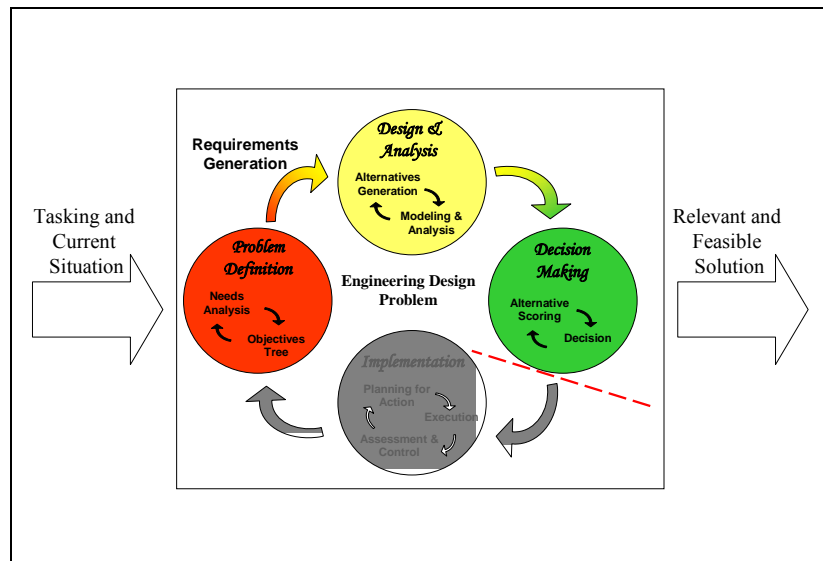 Requirements
Generation
Design &
Analysis
Alternatives
Generation
Modeling &
Analysis
Tasking and
Current
Situation
Problem
Definition
Needs
Analysis
Objectives
Tree
Engineering Design
Problem
Decision
Making
Alternative
Scoring
Decision
Relevant and
Feasible
Solution
Implementation
Planning for
Action
Execution
Assessment &
Control